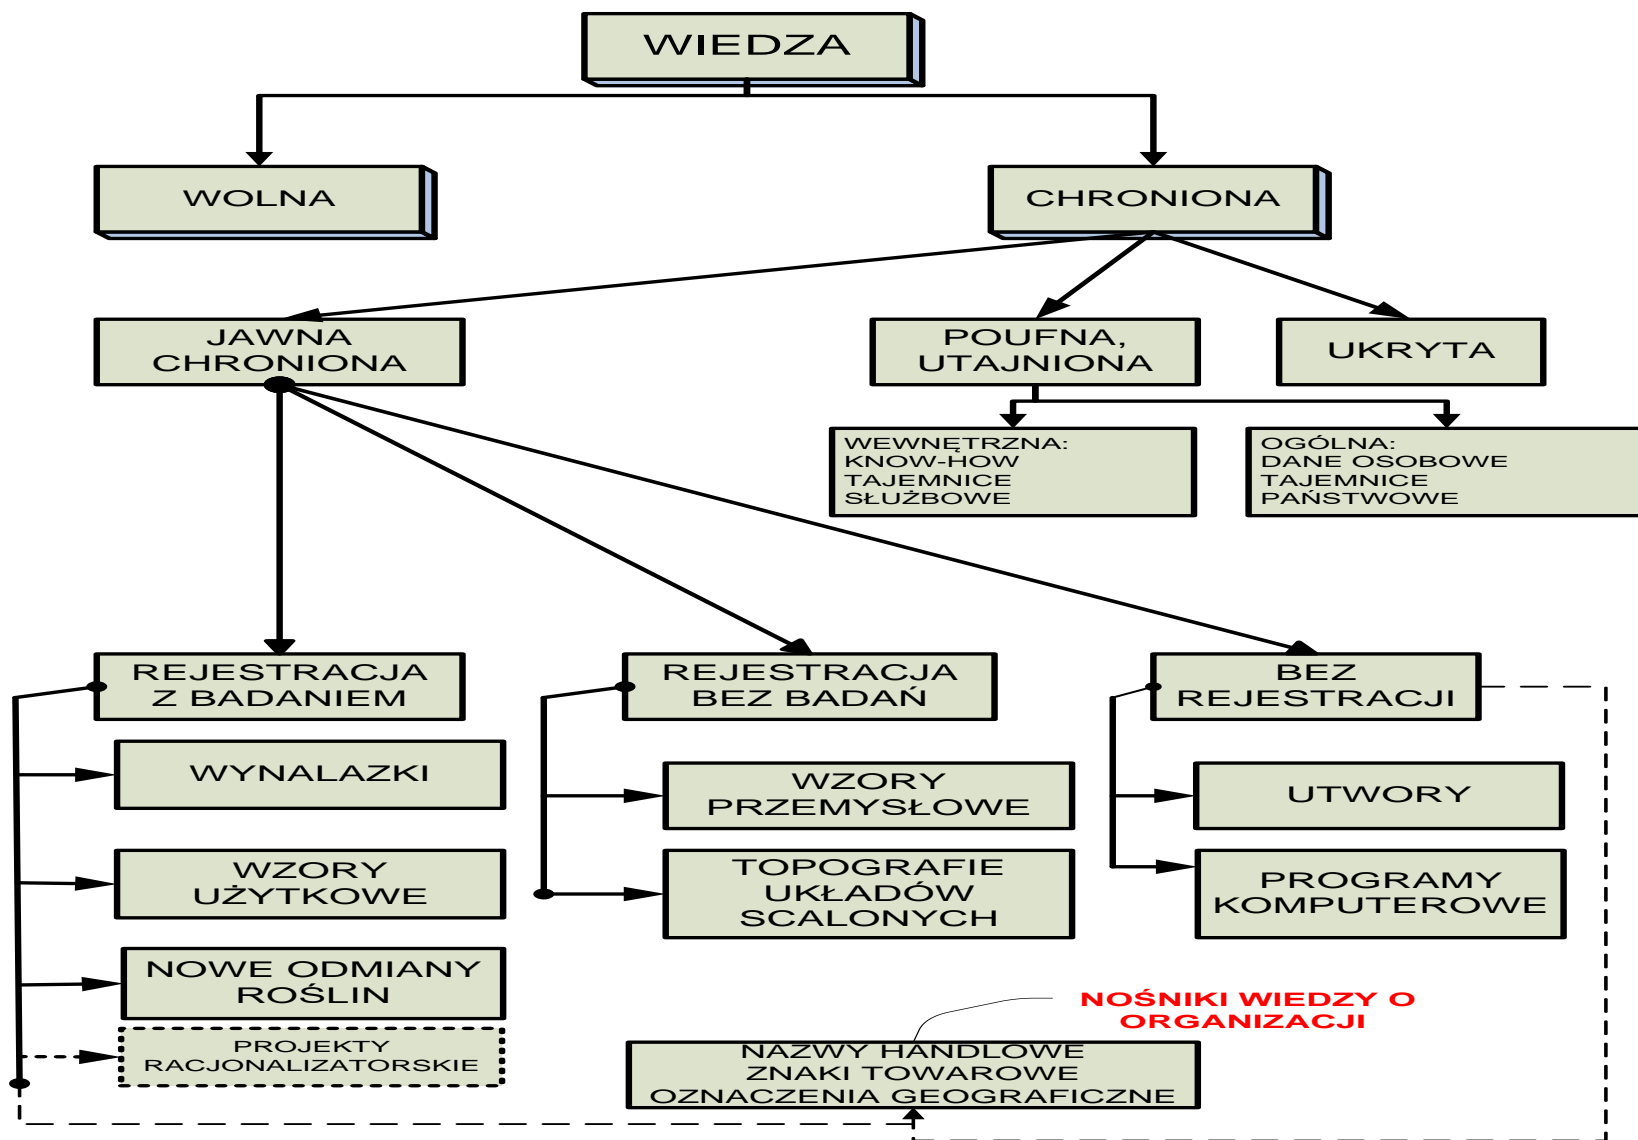 WIEDZA
WOLNA
CHRONIONA
JAWNA
CHRONIONA
POUFNA,
UTAJNIONA
UKRYTA
WEWNĘTRZNA:
KNOW-HOW
TAJEMNICE
SŁUŻBOWE
OGÓLNA:
DANE OSOBOWE
TAJEMNICE
PAŃSTWOWE
REJESTRACJA
Z BADANIEM
REJESTRACJA
BEZ BADAŃ
BEZ
REJESTRACJI
WYNALAZKI
WZORY
UŻYTKOWE
NOWE ODMIANY
ROŚLIN
PROJEKTY
RACJONALIZATORSKIE
WZORY
PRZEMYSŁOWE
TOPOGRAFIE
UKŁADÓW
SCALONYCH
UTWORY
PROGRAMY
KOMPUTEROWE
NOŚNIKI WIEDZY O
ORGANIZACJI
NAZWY HANDLOWE
ZNAKI TOWAROWE
OZNACZENIA GEOGRAFICZNE